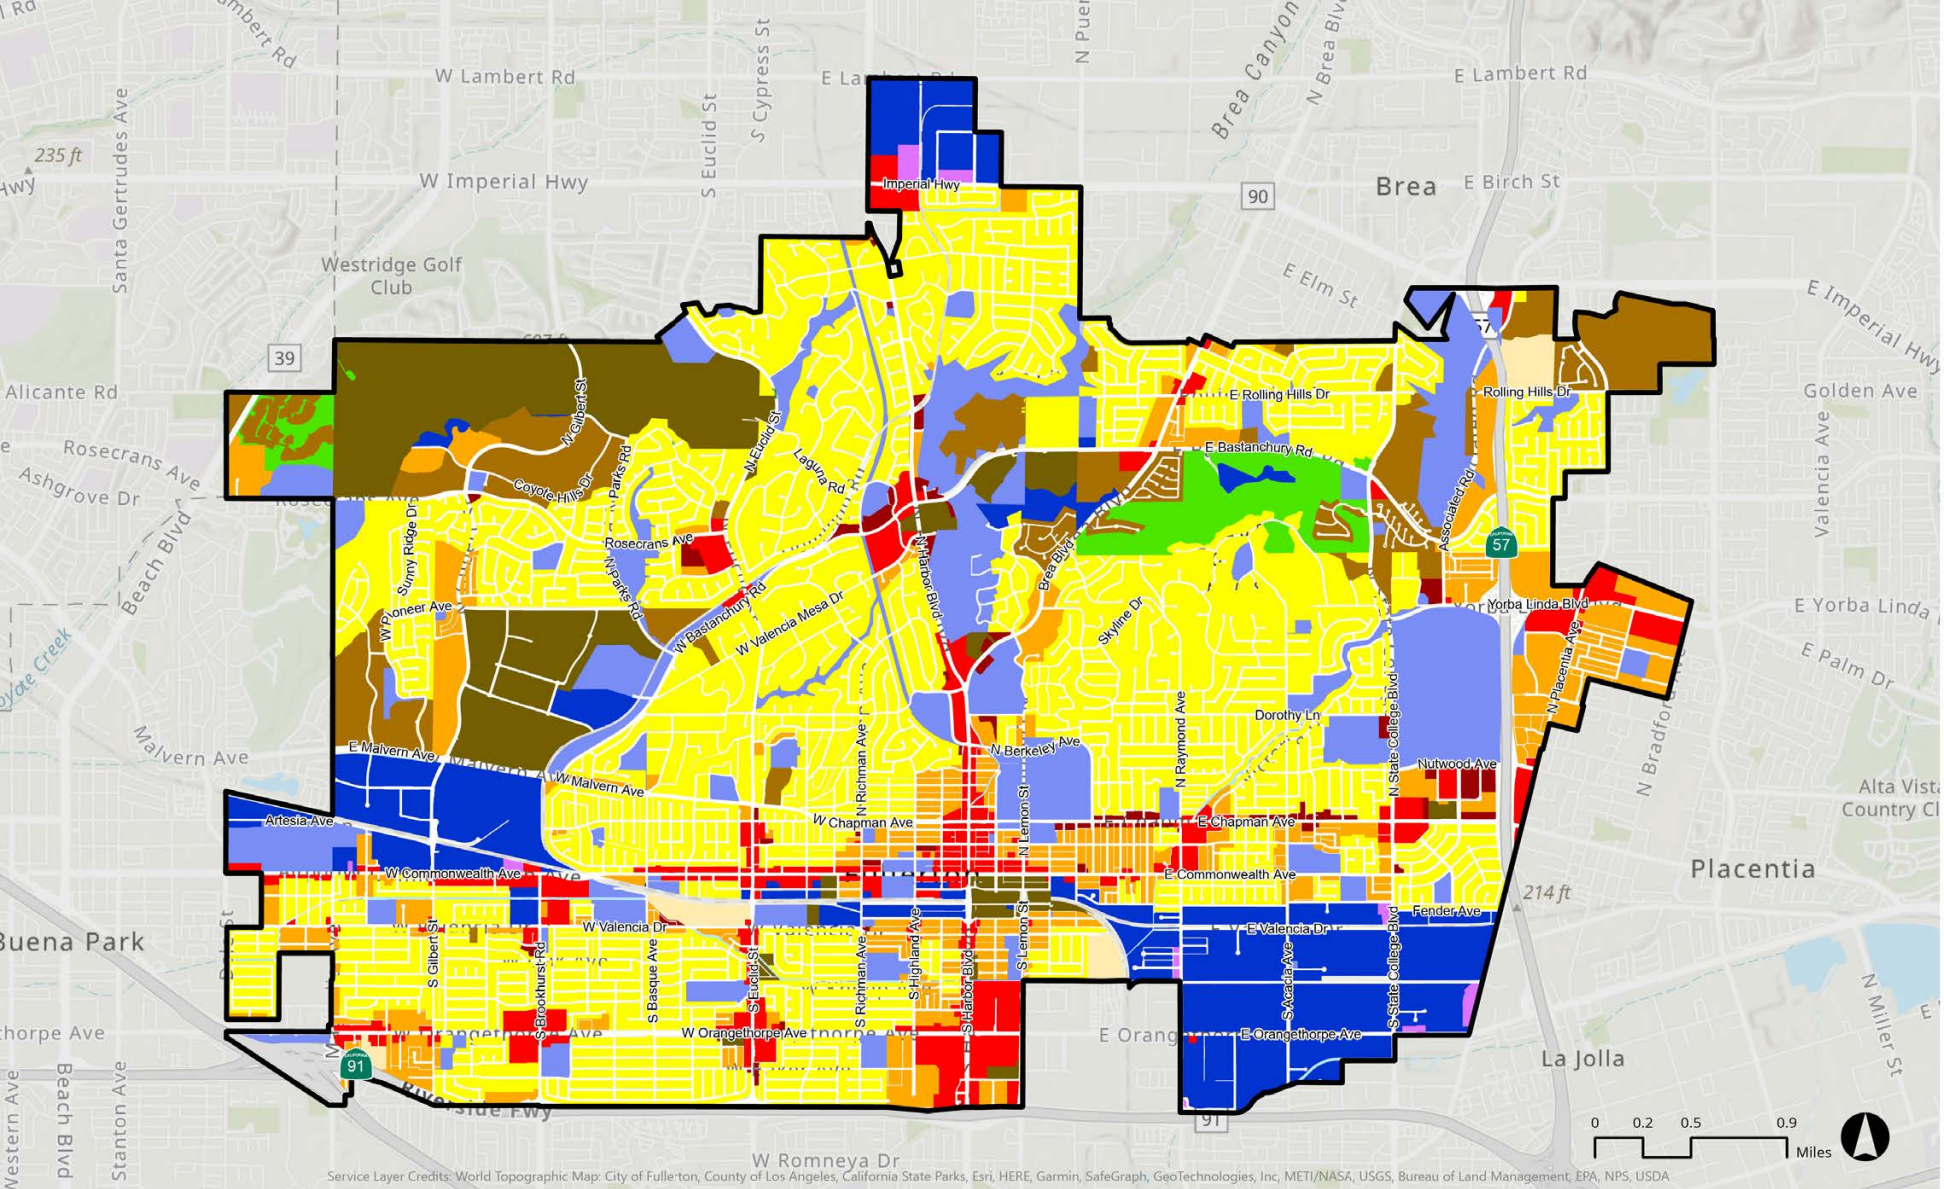 W Lambert Rd
E Lambert Rd
235 ft
Santa Gertrudes Ave
S Euclid St
S Cypress St
W Imperial Hwy
Imperial Hwy
Brea Canyon
90
Brea
E Birch St
Westridge Golf
Club
E Elm St
E Imperial Hwy
39
57
Alicante Rd
E Rolling Hills Dr
Rolling Hills Dr
Golden Ave
N Gilbert St
N Euclid St
Laguna Rd
E Bastanchury Rd
Rosecrans Ave
Ashgrove Dr
Coyote Hills Dr
N Parks Rd
Associated Rd
Valencia Ave
Rosecrans Ave
Sunny Ridge Dr
57
Beach Blvd
N Parks Rd
N Harbor Blvd
Brea Blvd
W Pioneer Ave
W Bastanchury Rd
W Valencia Mesa Dr
Skyline Dr
Yorba Linda Blvd
E Yorba Linda
E Palm Dr
N Placentia Ave
Malvern Ave
E Malvern Ave
W Malvern Ave
N Richman Ave
N Berkeley Ave
N Raymond Ave
Dorothy Ln
N State College Blvd
Nutwood Ave
Alta Vista
Artesia Ave
W Chapman Ave
N Lemon St
E Chapman Ave
W Commonwealth Ave
E Commonwealth Ave
Placentia
214 ft
Buena Park
W Valencia Dr
E Valencia Dr
Fender Ave
S Gilbert St
S Brookhurst Rd
S Basque Ave
S Euclid St
S Richman Ave
S Highland Ave
S Harbor Blvd
S Lemon St
S Acacia Ave
S State College Blvd
N Miller St
W Orangethorpe Ave
E Orangethorpe Ave
La Jolla
91
Riverside Fwy
91
Western Ave
Beach Blvd
Stanton Ave
W Romneya Dr
0 0.2 0.5 0.9
Miles
Service Layer Credits: World Topographic Map: City of Fullerton, County of Los Angeles, California State Parks, Esri, HERE, Garmin, SafeGraph, GeoTechnologies, Inc, METI/NASA, USGS, Bureau of Land Management, EPA, NPS, USDA